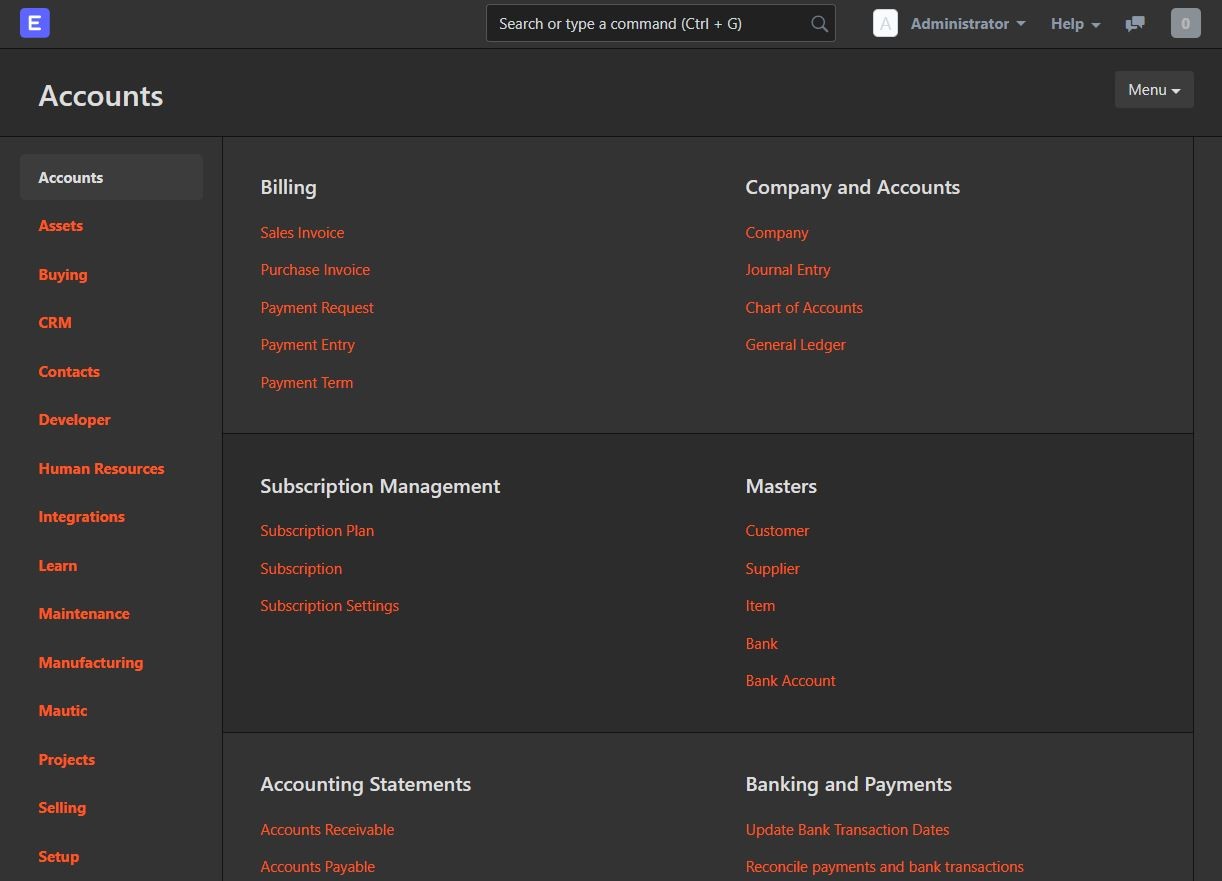 E
Search or type a command (Ctrl + G)
A
Administrator
Help
0
Accounts
Menu
Accounts
Assets
Buying
CRM
Contacts
Developer
Human Resources
Integrations
Learn
Maintenance
Manufacturing
Mautic
Projects
Selling
Setup
Billing
Sales Invoice
Purchase Invoice
Payment Request
Payment Entry
Payment Term
Company and Accounts
Company
Journal Entry
Chart of Accounts
General Ledger
Subscription Management
Subscription Plan
Subscription
Subscription Settings
Masters
Customer
Supplier
Item
Bank
Bank Account
Accounting Statements
Accounts Receivable
Accounts Payable
Banking and Payments
Update Bank Transaction Dates
Reconcile payments and bank transactions